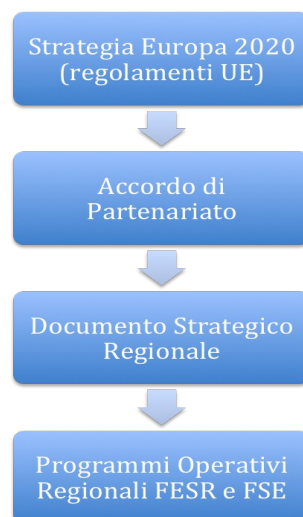 Strategia Europa 2020
(regolamenti UE)
Accordo di
Partenariato
Documento Strategico
Regionale
Programmi Operativi
Regionali FESR e FSE